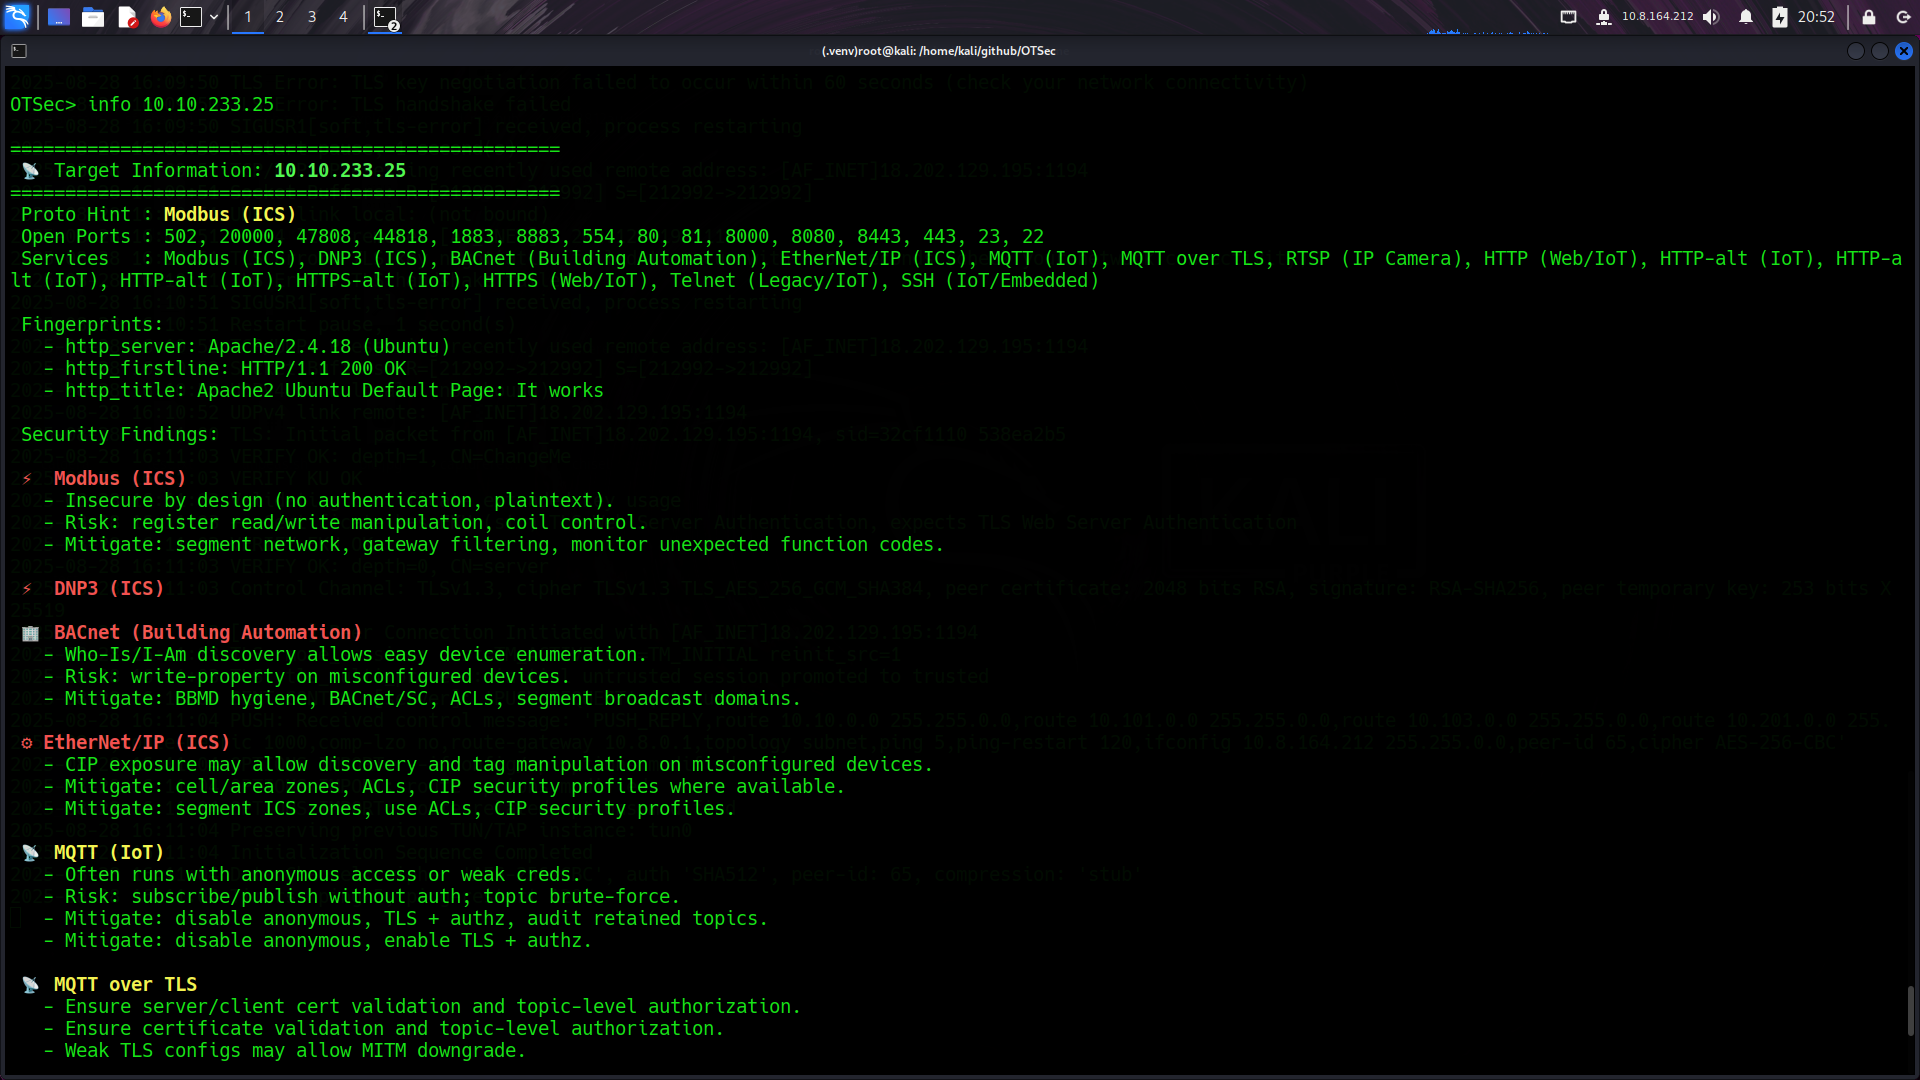 1 2 3 4 2 10.8.164.212 20:52
(.venv)root@kali: /home/kali/github/OTSec
OTSec> info 10.10.233.25
==================================================
Target Information: 10.10.233.25
==================================================
Proto Hint : Modbus (ICS)
Open Ports : 502, 20000, 47808, 44818, 1883, 8883, 554, 80, 81, 8000, 8080, 8443, 443, 23, 22
Services   : Modbus (ICS), DNP3 (ICS), BACnet (Building Automation), EtherNet/IP (ICS), MQTT (IoT), MQTT over TLS, RTSP (IP Camera), HTTP (Web/IoT), HTTP-alt (IoT), HTTP-a
lt (IoT), HTTP-alt (IoT), HTTPS-alt (IoT), HTTPS (Web/IoT), Telnet (Legacy/IoT), SSH (IoT/Embedded)
Fingerprints:
- http_server: Apache/2.4.18 (Ubuntu)
- http_firstline: HTTP/1.1 200 OK
- http_title: Apache2 Ubuntu Default Page: It works
Security Findings:
⚡ Modbus (ICS)
- Insecure by design (no authentication, plaintext).
- Risk: register read/write manipulation, coil control.
- Mitigate: segment network, gateway filtering, monitor unexpected function codes.
⚡ DNP3 (ICS)
BACnet (Building Automation)
- Who-Is/I-Am discovery allows easy device enumeration.
- Risk: write-property on misconfigured devices.
- Mitigate: BBMD hygiene, BACnet/SC, ACLs, segment broadcast domains.
⚙ EtherNet/IP (ICS)
- CIP exposure may allow discovery and tag manipulation on misconfigured devices.
- Mitigate: cell/area zones, ACLs, CIP security profiles where available.
- Mitigate: segment ICS zones, use ACLs, CIP security profiles.
MQTT (IoT)
- Often runs with anonymous access or weak creds.
- Risk: subscribe/publish without auth; topic brute-force.
- Mitigate: disable anonymous, TLS + authz, audit retained topics.
- Mitigate: disable anonymous, enable TLS + authz.
MQTT over TLS
- Ensure server/client cert validation and topic-level authorization.
- Ensure certificate validation and topic-level authorization.
- Weak TLS configs may allow MITM downgrade.